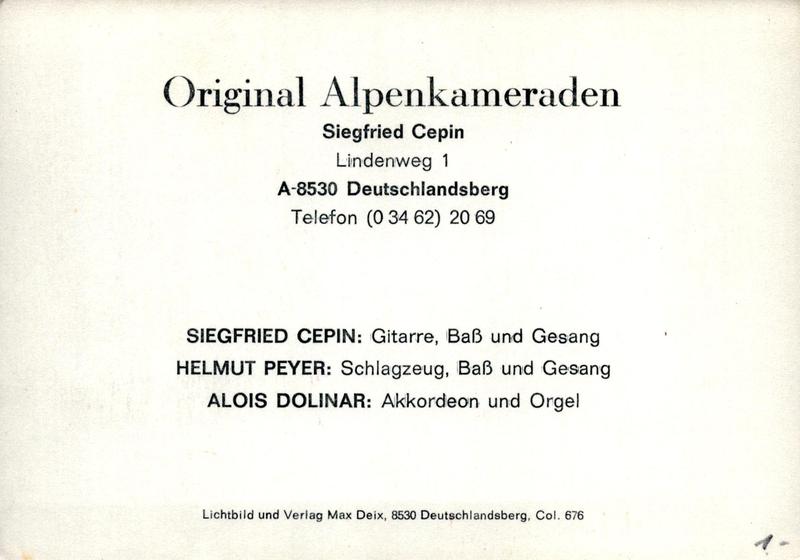 Original Alpenkameraden
Siegfried Cepin
Lindenweg 1
A-8530 Deutschlandsberg
Telefon (0 34 62) 20 69
SIEGFRIED CEPIN: Gitarre, Baß und Gesang
HELMUT PEYER: Schlagzeug, Baß und Gesang
ALOIS DOLINAR: Akkordeon und Orgel
Lichtbild und Verlag Max Deix, 8530 Deutschlandsberg, Col. 676
1-